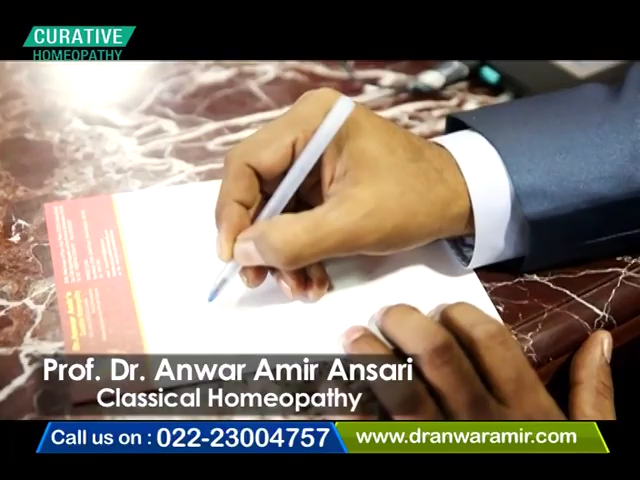 CURATIVE
HOMEOPATHY
Prof. Dr. Anwar Amir Ansari
Classical Homeopathy
Call us on : 022-23004757
www.dranwaramir.com